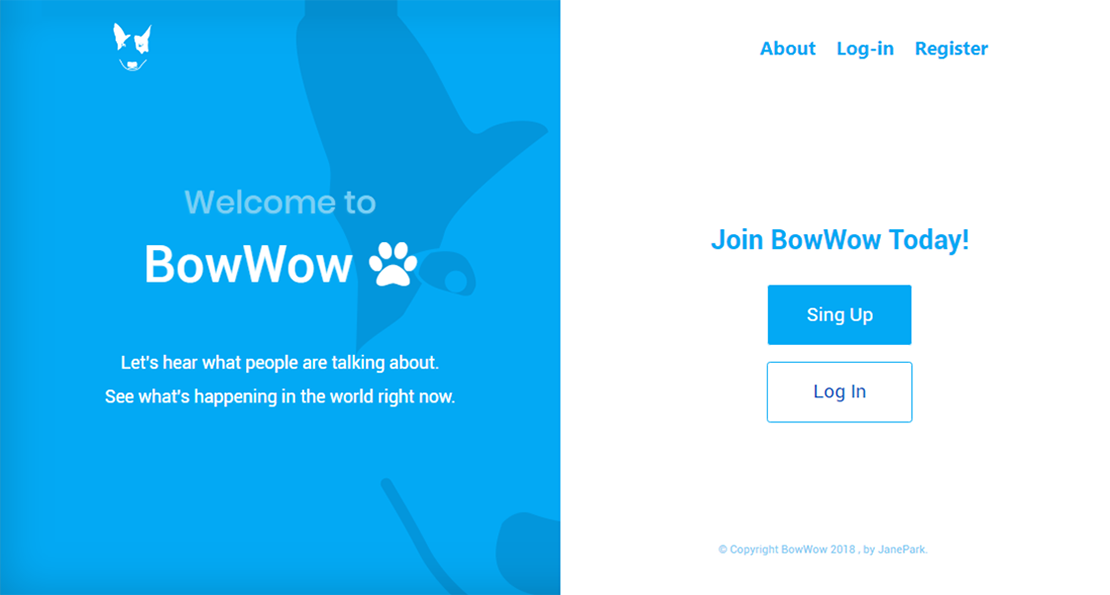 About Log-in Register
Welcome to
BowWow
Let's hear what people are talking about.
See what's happening in the world right now.
Join BowWow Today!
Sing Up
Log In
© Copyright BowWow 2018 , by JanePark.